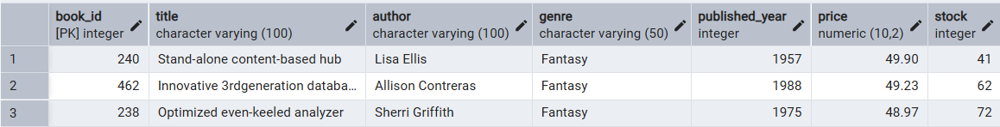 book_id title author genre published_year price stock
[PK] integer character varying (100) character varying (100) character varying (50) integer numeric (10,2) integer
1 240 Stand-alone content-based hub Lisa Ellis Fantasy 1957 49.90 41
2 462 Innovative 3rdgeneration databa... Allison Contreras Fantasy 1988 49.23 62
3 238 Optimized even-keeled analyzer Sherri Griffith Fantasy 1975 48.97 72